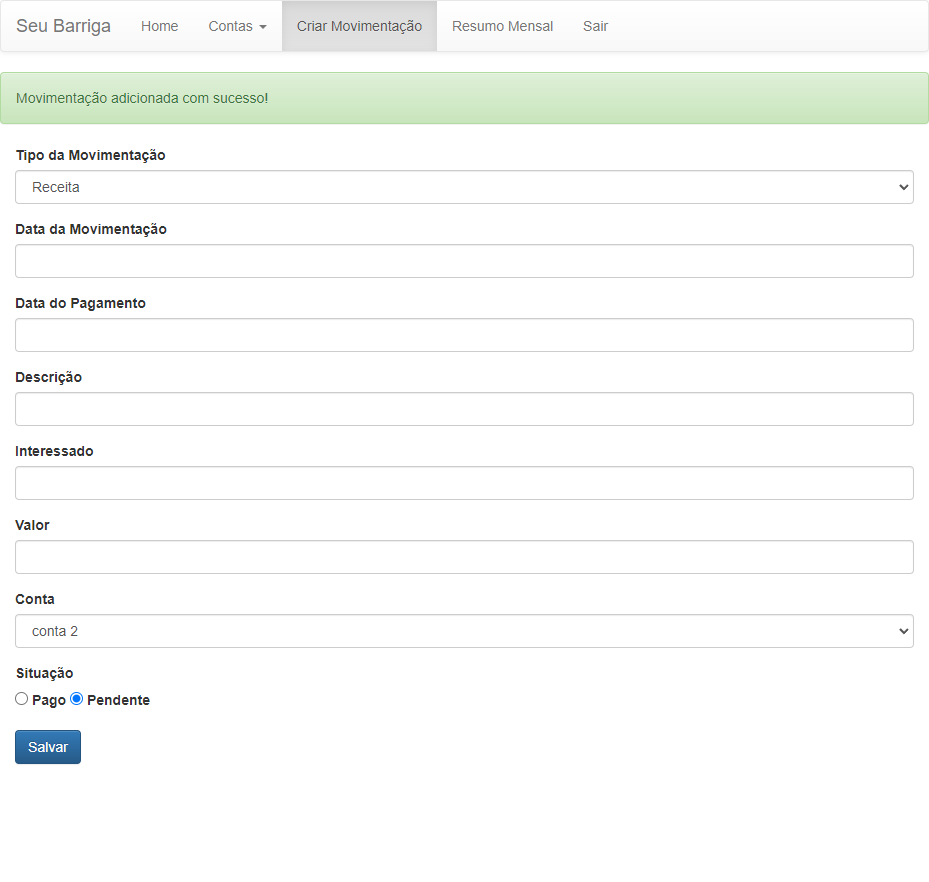 Seu Barriga Home Contas Criar Movimentação Resumo Mensal Sair
Movimentação adicionada com sucesso!
Tipo da Movimentação
Receita
Data da Movimentação
Data do Pagamento
Descrição
Interessado
Valor
Conta
conta 2
Situação
Pago Pendente
Salvar